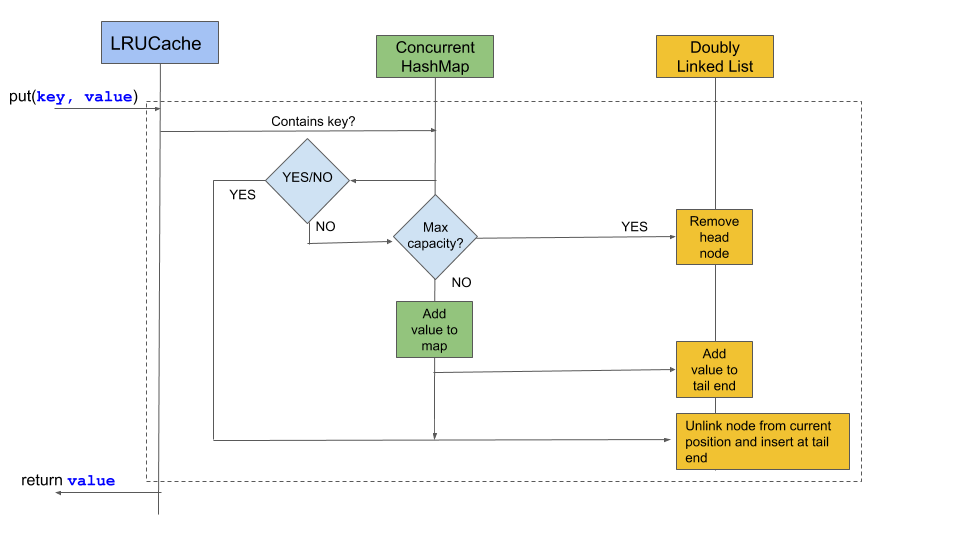 LRUCache
Concurrent
HashMap
Doubly
Linked List
put(key, value)
Contains key?
YES/NO
YES
NO
Max
capacity?
YES
Remove
head
node
NO
Add
value to
map
Add
value to
tail end
Unlink node from current
position and insert at tail
end
return value